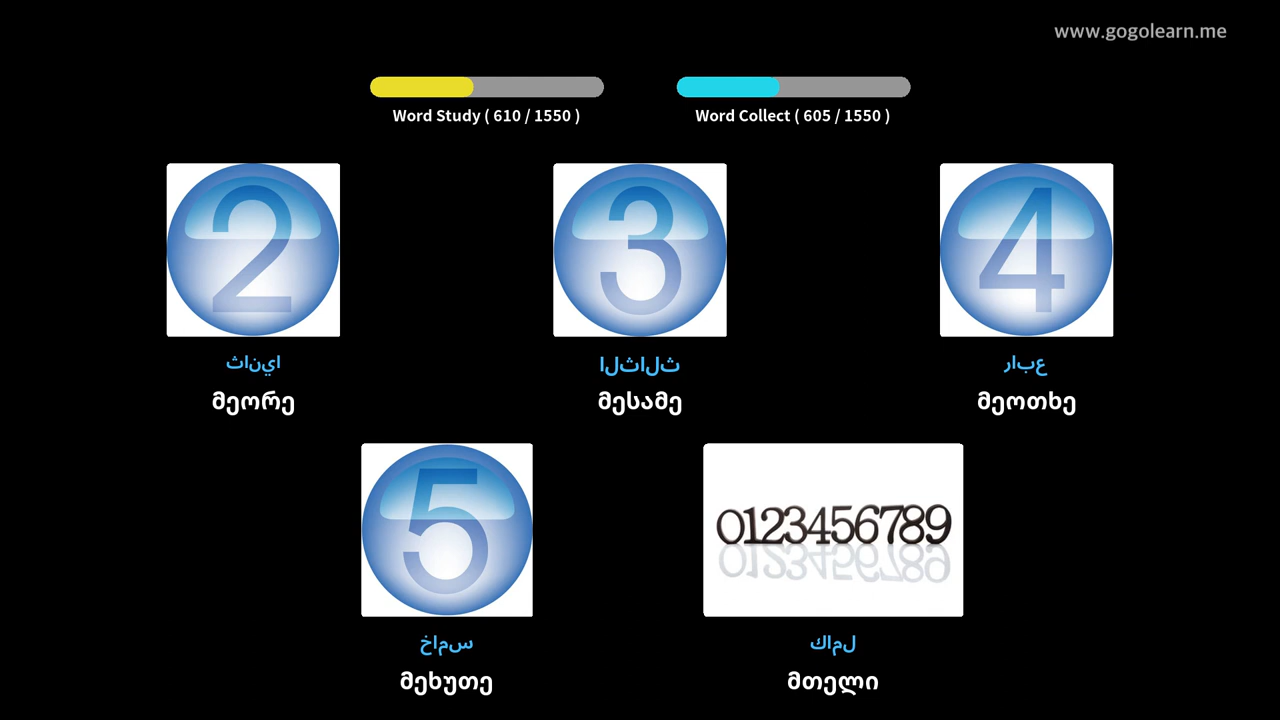 www.gogolearn.me
Word Study ( 610 / 1550 )
Word Collect ( 605 / 1550 )
2
3
4
ثانيا
الثالث
رابع
მეორე
მესამე
მეოთხე
5
0123456789
خامس
كامل
მეხუთე
მთელი